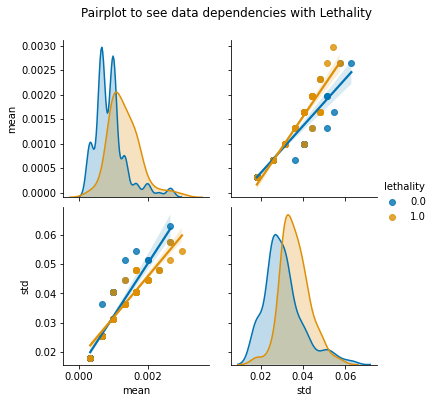 Pairplot to see data dependencies with Lethality
0.0030
0.0025
0.0020
0.0015
0.0010
0.0005
0.0000
mean
lethality
0.0
1.0
0.06
0.05
0.04
0.03
0.02
std
0.000 0.002
mean
0.02 0.04 0.06
std